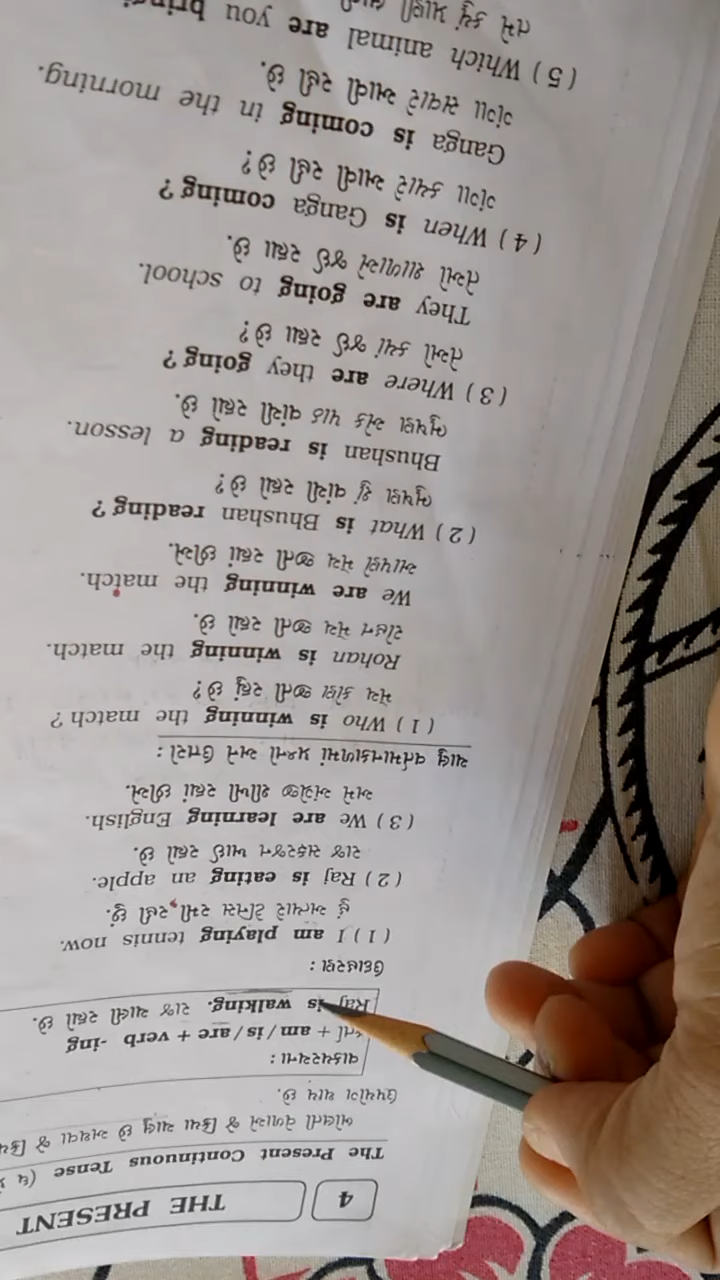 4 THE PRESENT
The Present Continuous Tense
બોલતી વેળાએ જે ક્રિયા ચાલુ છે અથવા જે
ઉપયોગ થાય છે.
વાક્યરચના :
કર્તા + am / is / are + verb -ing
Raj is walking. રાજ ચાલી રહ્યો છે.
ઉદાહરણ :
( 1 ) I am playing tennis now.
હું અત્યારે ટેનિસ રમી રહી છું.
( 2 ) Raj is eating an apple.
રાજ સફરજન ખાઈ રહ્યો છે.
( 3 ) We are learning English.
અમે અંગ્રેજી શીખી રહ્યાં છીએ.
ચાલુ વર્તમાનકાળમાં પ્રશ્નો અને ઉત્તરો :
( 1 ) Who is winning the match ?
મૅચ કોણ જીતી રહ્યું છે?
Rohan is winning the match.
રોહન મૅચ જીતી રહ્યો છે.
We are winning the match.
આપણે મૅચ જીતી રહ્યાં છીએ.
( 2 ) What is Bhushan reading ?
ભૂષણ શું વાંચી રહ્યો છે?
Bhushan is reading a lesson.
ભૂષણ એક પાઠ વાંચી રહ્યો છે.
( 3 ) Where are they going ?
તેઓ ક્યાં જઈ રહ્યા છે?
They are going to school.
તેઓ શાળાએ જઈ રહ્યા છે.
( 4 ) When is Ganga coming ?
ગંગા ક્યારે આવી રહી છે?
Ganga is coming in the morning.
ગંગા સવારે આવી રહી છે.
( 5 ) Which animal are you
તમે કયું પ્રાણી